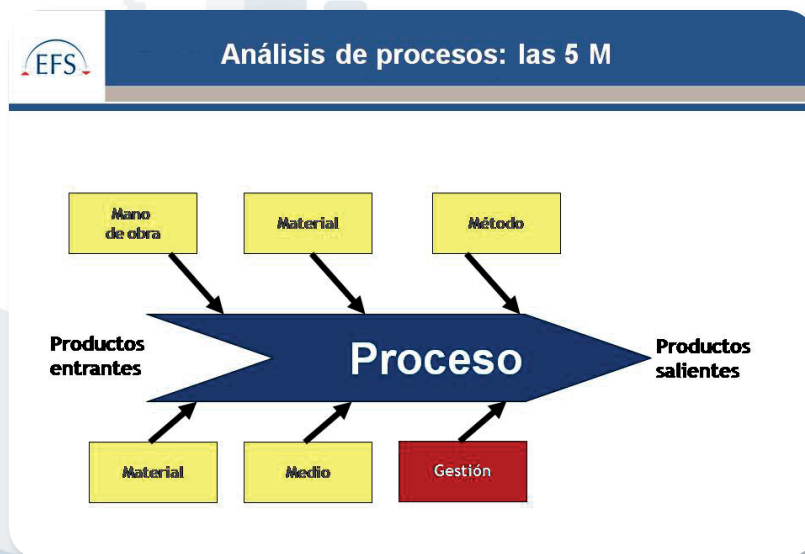 EFS
Análisis de procesos: las 5 M
Mano
de obra
Material
Método
Productos
entrantes
Proceso
Productos
salientes
Material
Medio
Gestión